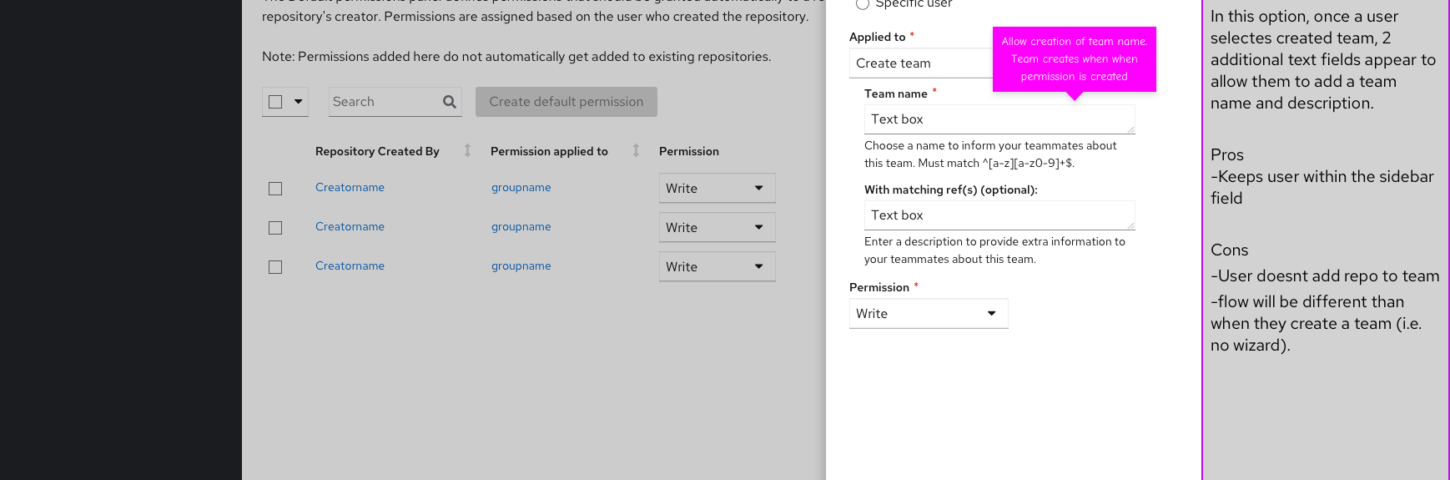 repository's creator. Permissions are assigned based on the user who created the repository.
Note: Permissions added here do not automatically get added to existing repositories.
Search
Create default permission
Repository Created By
Permission applied to
Permission
Creatorname
groupname
Write
Creatorname
groupname
Write
Creatorname
groupname
Write
Specific user
Applied to *
Create team
Allow creation of team name.
Team creates when when
permission is created
Team name *
Text box
Choose a name to inform your teammates about
this team. Must match ^[a-z][a-z0-9]+$.
With matching ref(s) (optional):
Text box
Enter a description to provide extra information to
your teammates about this team.
Permission *
Write
In this option, once a user
selectes created team, 2
additional text fields appear to
allow them to add a team
name and description.
Pros
-Keeps user within the sidebar
field
Cons
-User doesnt add repo to team
-flow will be different than
when they create a team (i.e.
no wizard).